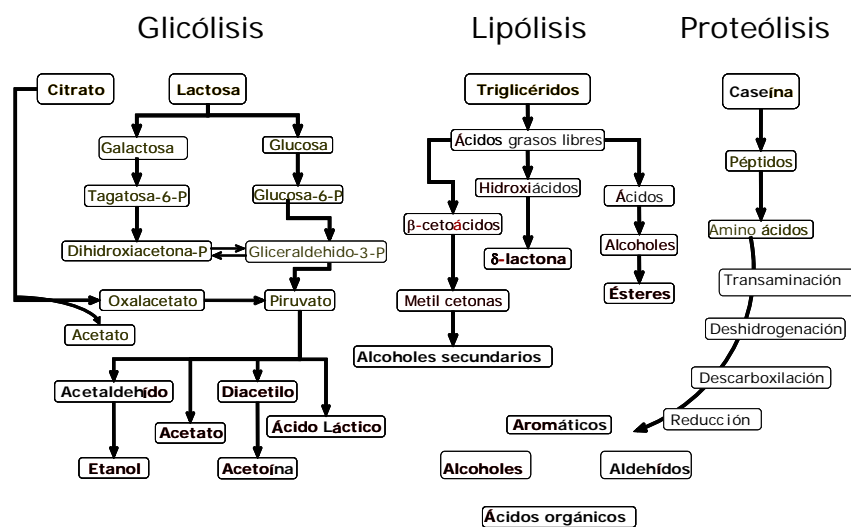 Glicólisis
Lipólisis
Proteólisis
Citrato
Lactosa
Triglicéridos
Caseína
Galactosa
Glucosa
Ácidos grasos libres
Péptidos
Tagatosa-6-P
Glucosa-6-P
Hidroxiácidos
Ácidos
β-cetoácidos
Amino ácidos
Dihidroxiacetona-P
Gliceraldehido-3-P
δ-lactona
Alcoholes
Transaminación
Oxalacetato
Piruvato
Metil cetonas
Ésteres
Acetato
Deshidrogenación
Alcoholes secundarios
Descarboxilación
Acetaldehído
Diacetilo
Acetato
Ácido Láctico
Reducción
Aromáticos
Etanol
Acetoína
Alcoholes
Aldehídos
Ácidos orgánicos